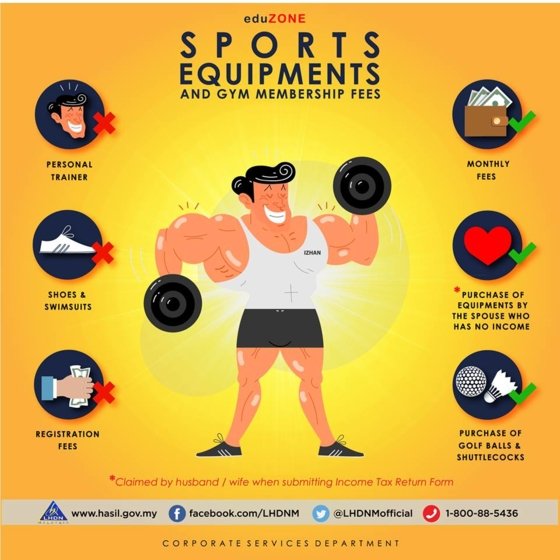 eduZONE
SPORTS
EQUIPMENTS
AND GYM MEMBERSHIP FEES
PERSONAL
TRAINER
MONTHLY
FEES
IZHAN
SHOES &
SWIMSUITS
*PURCHASE OF
EQUIPMENTS BY
THE SPOUSE WHO
HAS NO INCOME
REGISTRATION
FEES
PURCHASE OF
GOLF BALLS &
SHUTTLECOCKS
*Claimed by husband / wife when submitting Income Tax Return Form
LHDN
MALAYSIA
www.hasil.gov.my
facebook.com/LHDNM
@LHDNMofficial
1-800-88-5436
CORPORATE SERVICES DEPARTMENT